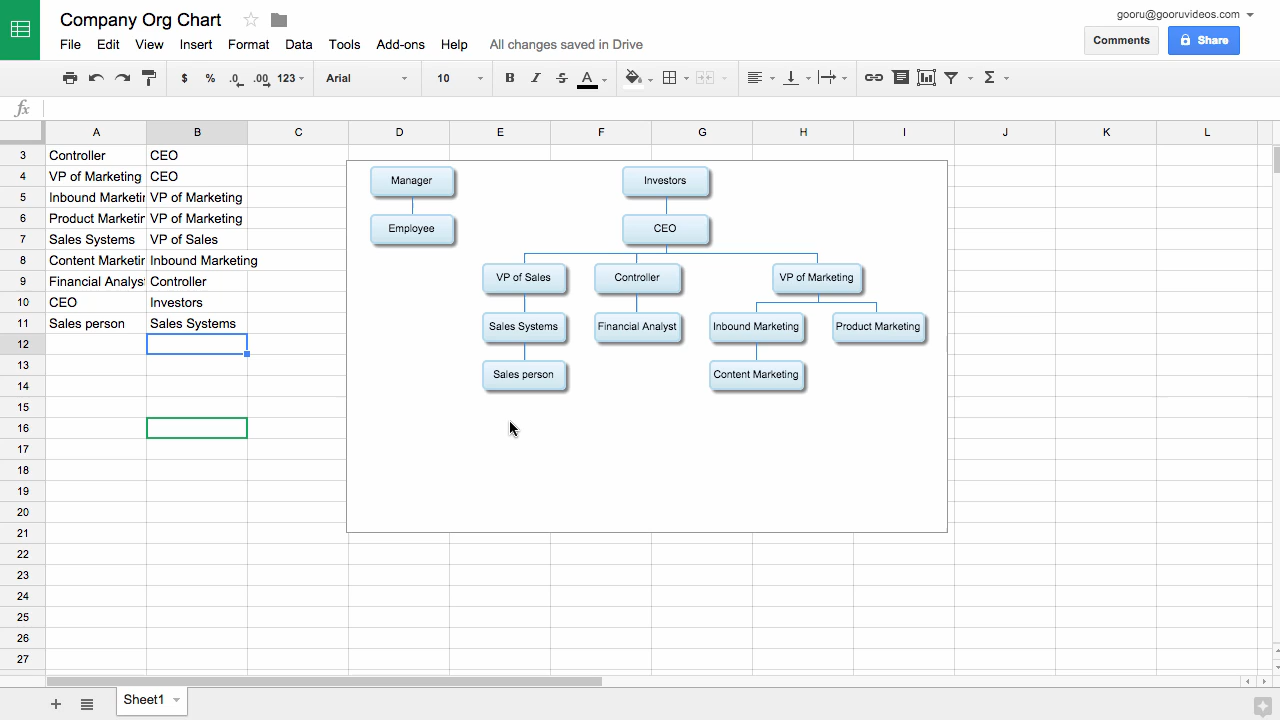 Company Org Chart
gooru@gooruvideos.com
File Edit View Insert Format Data Tools Add-ons Help All changes saved in Drive
Comments
Share
$ % .0 .00 123 Arial 10 B I S A Σ
fx
A B C D E F G H I J K L
3 Controller CEO
4 VP of Marketing CEO
5 Inbound Marketi VP of Marketing
6 Product Marketin VP of Marketing
7 Sales Systems VP of Sales
8 Content Marketin Inbound Marketing
9 Financial Analyst Controller
10 CEO Investors
11 Sales person Sales Systems
12
13
14
15
16
17
18
19
20
21
22
23
24
25
26
27
Manager Investors
Employee CEO
VP of Sales Controller VP of Marketing
Sales Systems Financial Analyst Inbound Marketing Product Marketing
Sales person Content Marketing
Sheet1